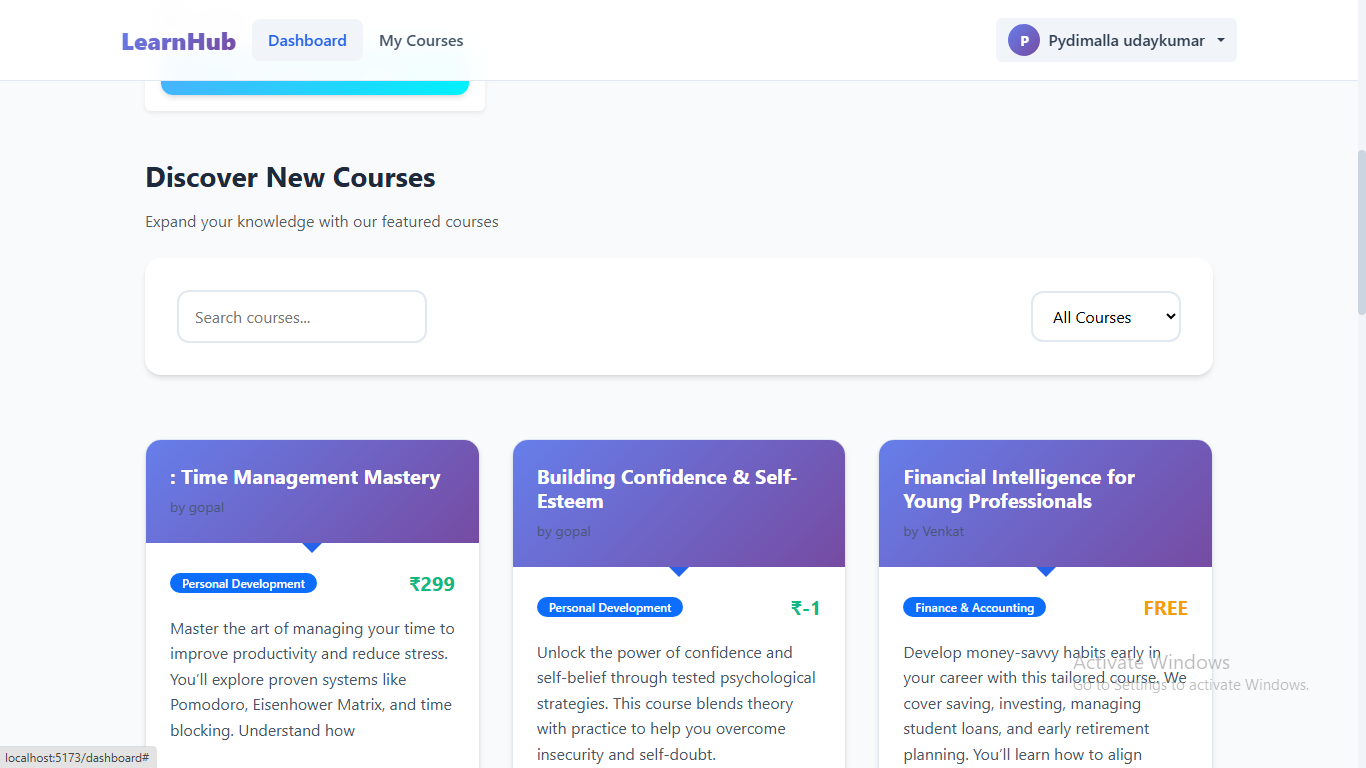 LearnHub
Dashboard
My Courses
P
Pydimalla udaykumar
Discover New Courses
Expand your knowledge with our featured courses
Search courses...
All Courses
: Time Management Mastery
by gopal
Personal Development
₹299
Master the art of managing your time to
improve productivity and reduce stress.
You’ll explore proven systems like
Pomodoro, Eisenhower Matrix, and time
blocking. Understand how
Building Confidence & Self-
Esteem
by gopal
Personal Development
₹-1
Unlock the power of confidence and
self-belief through tested psychological
strategies. This course blends theory
with practice to help you overcome
insecurity and self-doubt.
Financial Intelligence for
Young Professionals
by Venkat
Finance & Accounting
FREE
Develop money-savvy habits early in
your career with this tailored course. We
cover saving, investing, managing
student loans, and early retirement
planning. You’ll learn how to align
Activate Windows
Go to Settings to activate Windows.
localhost:5173/dashboard#